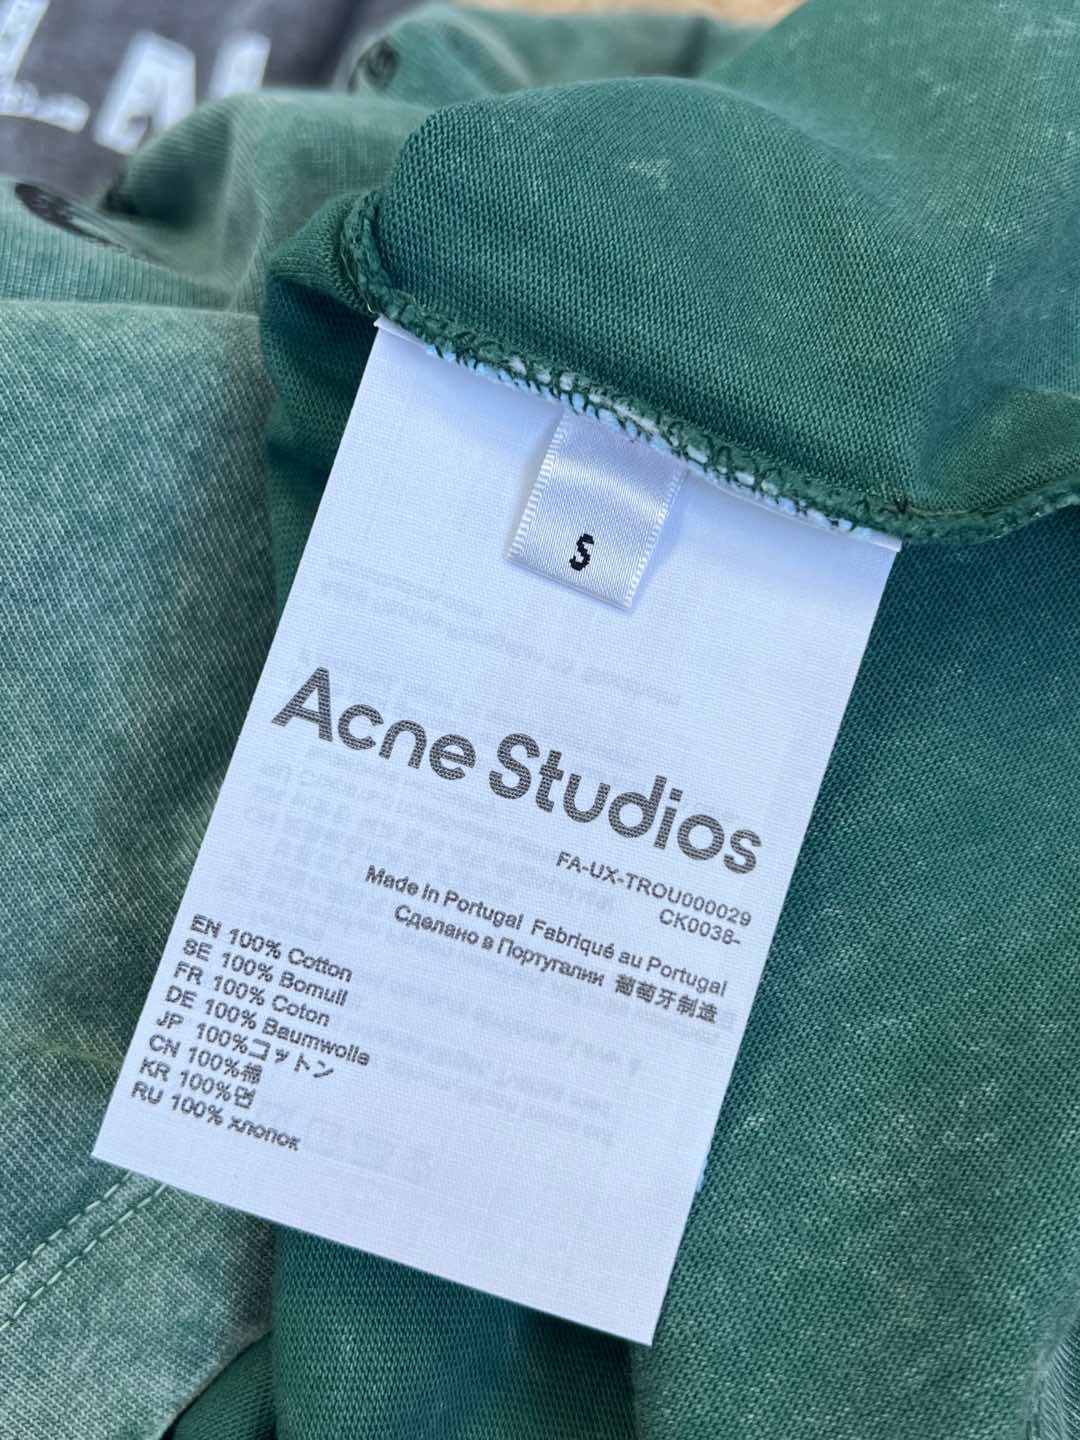 S
Acne Studios
FA-UX-TROU000029
CK0038-
Made in Portugal Fabriqué au Portugal
Сделано в Португалии 葡萄牙制造
EN 100% Cotton
SE 100% Bomull
FR 100% Coton
DE 100% Baumwolle
JP 100%コットン
CN 100%棉
KR 100%면
RU 100% хлопок